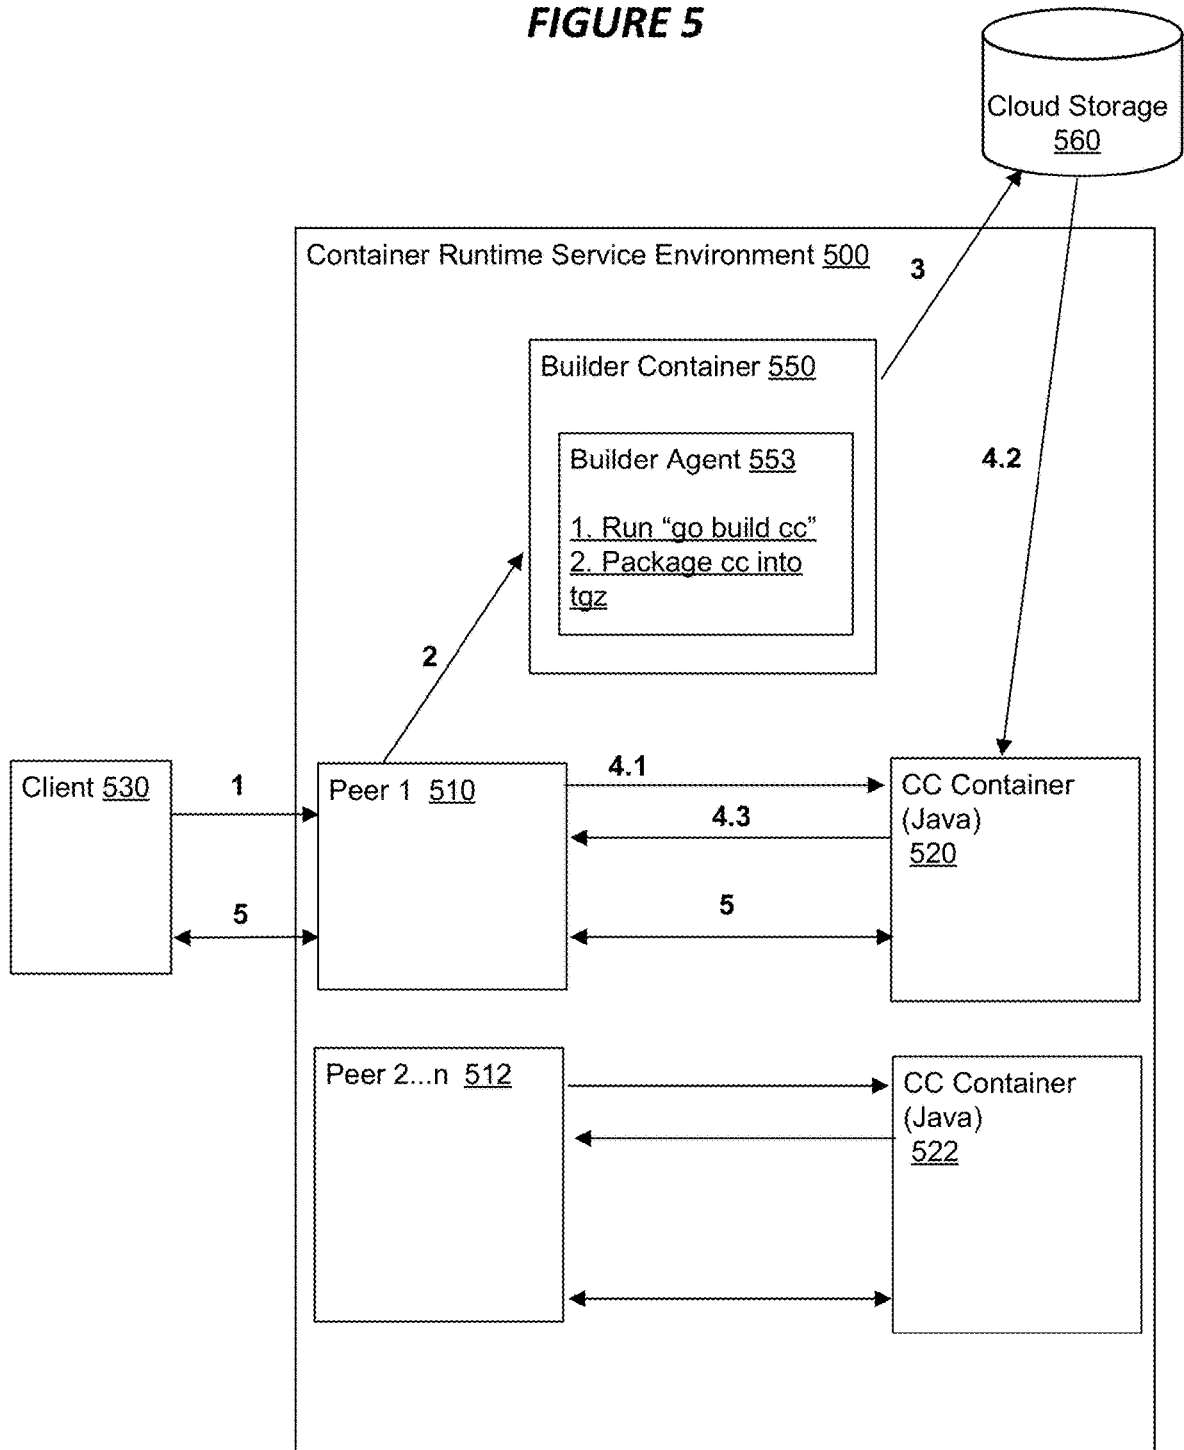 FIGURE 5
Cloud Storage
560
Container Runtime Service Environment 500
3
Builder Container 550
Builder Agent 553
4.2
1. Run “go build cc”
2. Package cc into
tgz
2
Client 530
1
Peer 1 510
4.1
CC Container
(Java)
520
4.3
5
5
Peer 2...n 512
CC Container
(Java)
522